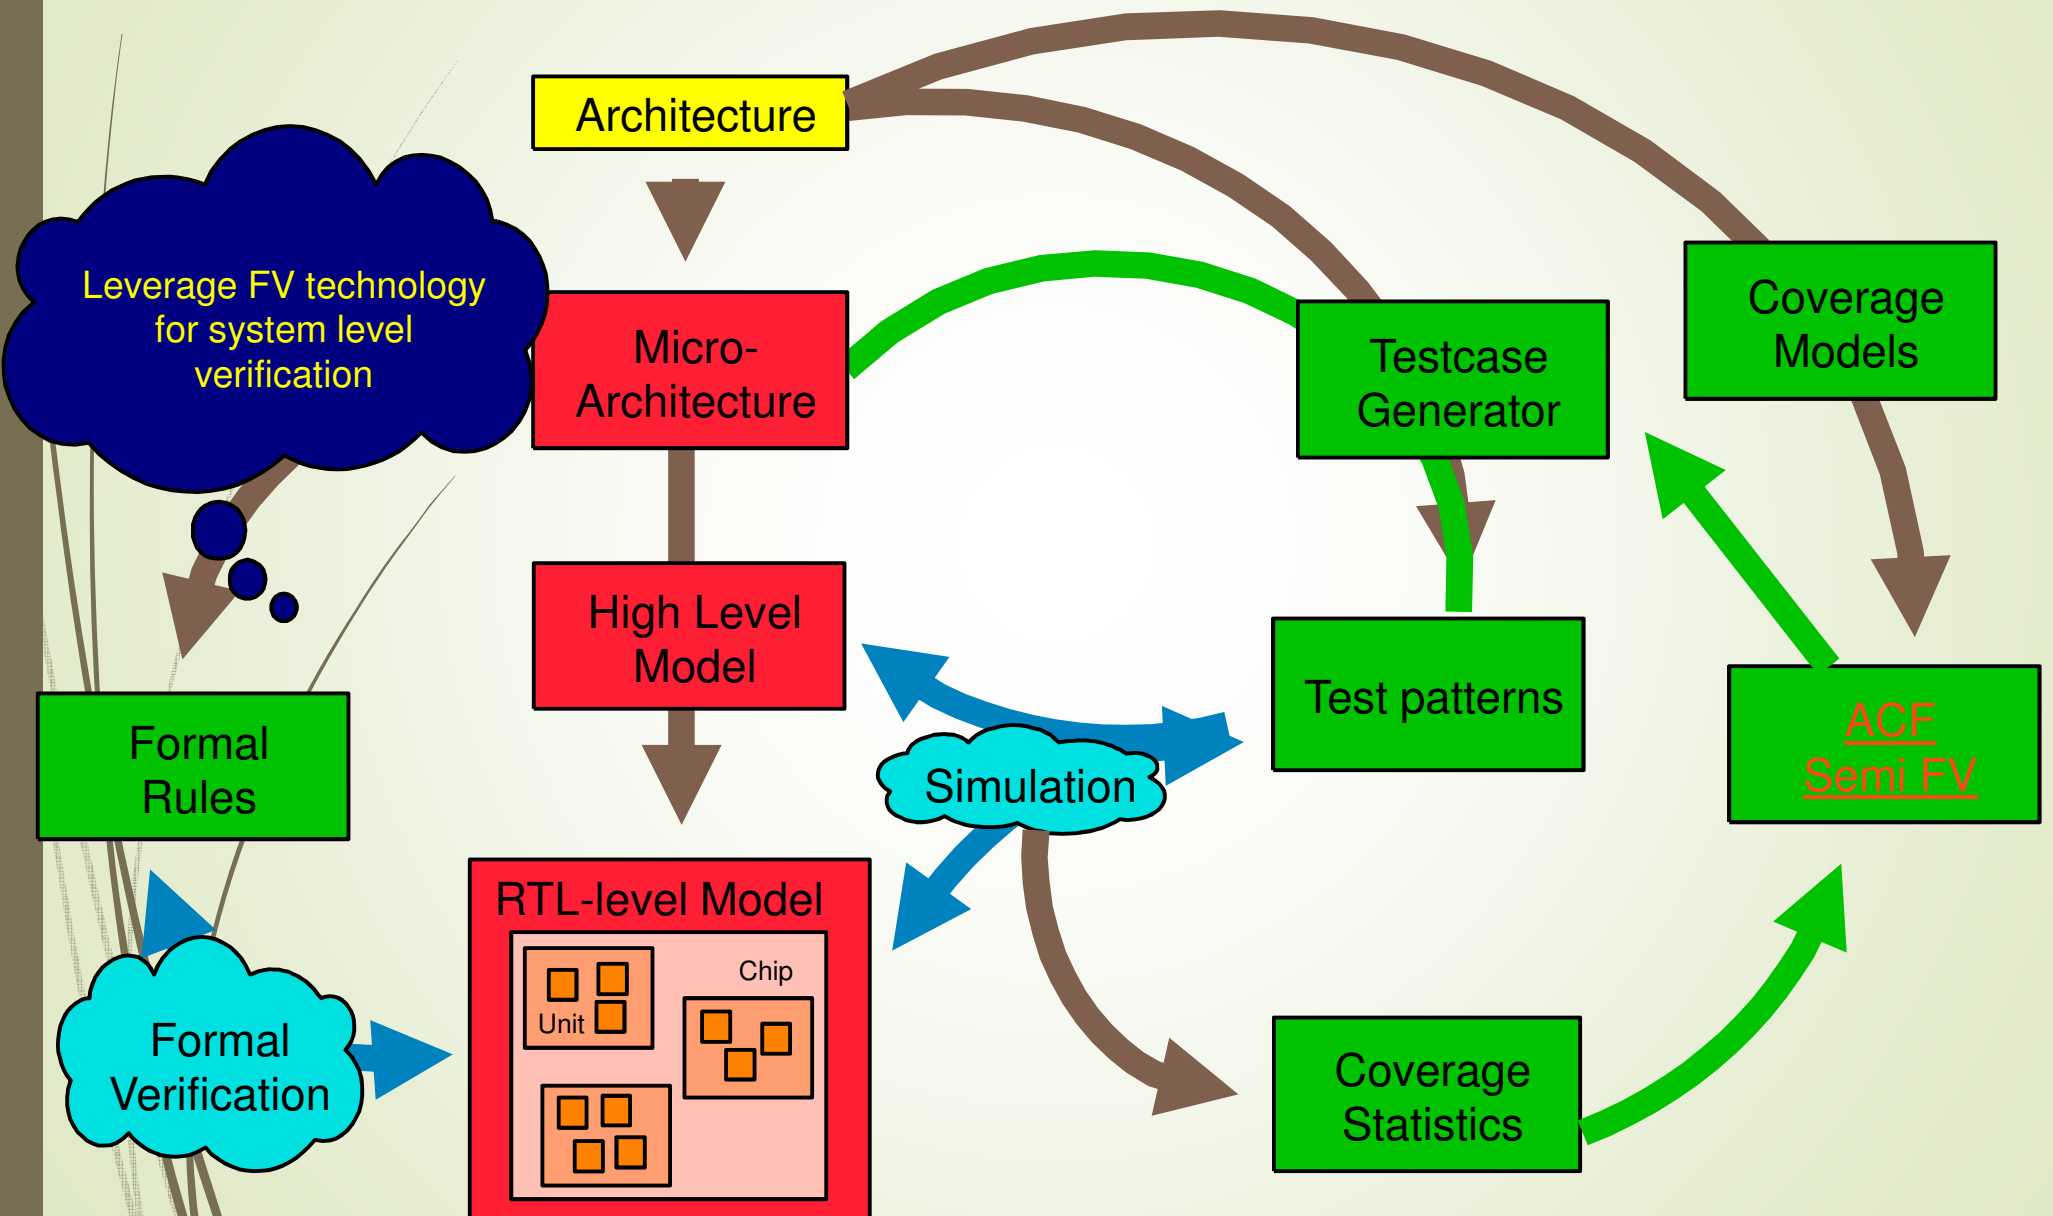 Architecture
Leverage FV technology
for system level
verification
Micro-
Architecture
Testcase
Generator
Coverage
Models
High Level
Model
Test patterns
ACF
Semi FV
Formal
Rules
Simulation
RTL-level Model
Chip
Unit
Formal
Verification
Coverage
Statistics